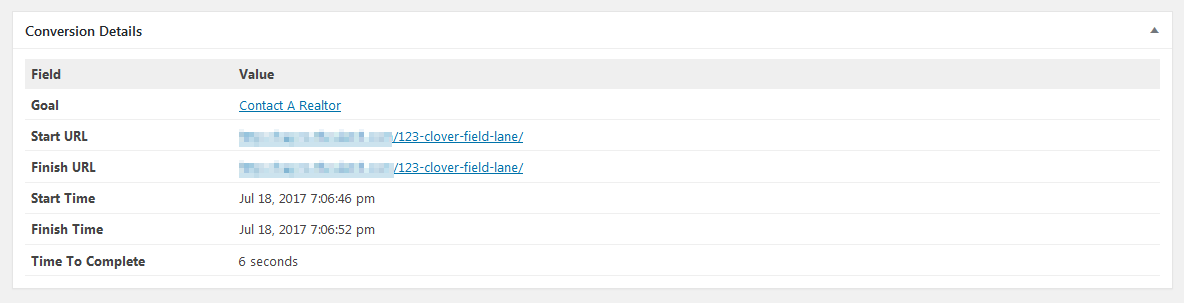 Conversion Details
Field Value
Goal Contact A Realtor
Start URL /123-clover-field-lane/
Finish URL /123-clover-field-lane/
Start Time Jul 18, 2017 7:06:46 pm
Finish Time Jul 18, 2017 7:06:52 pm
Time To Complete 6 seconds